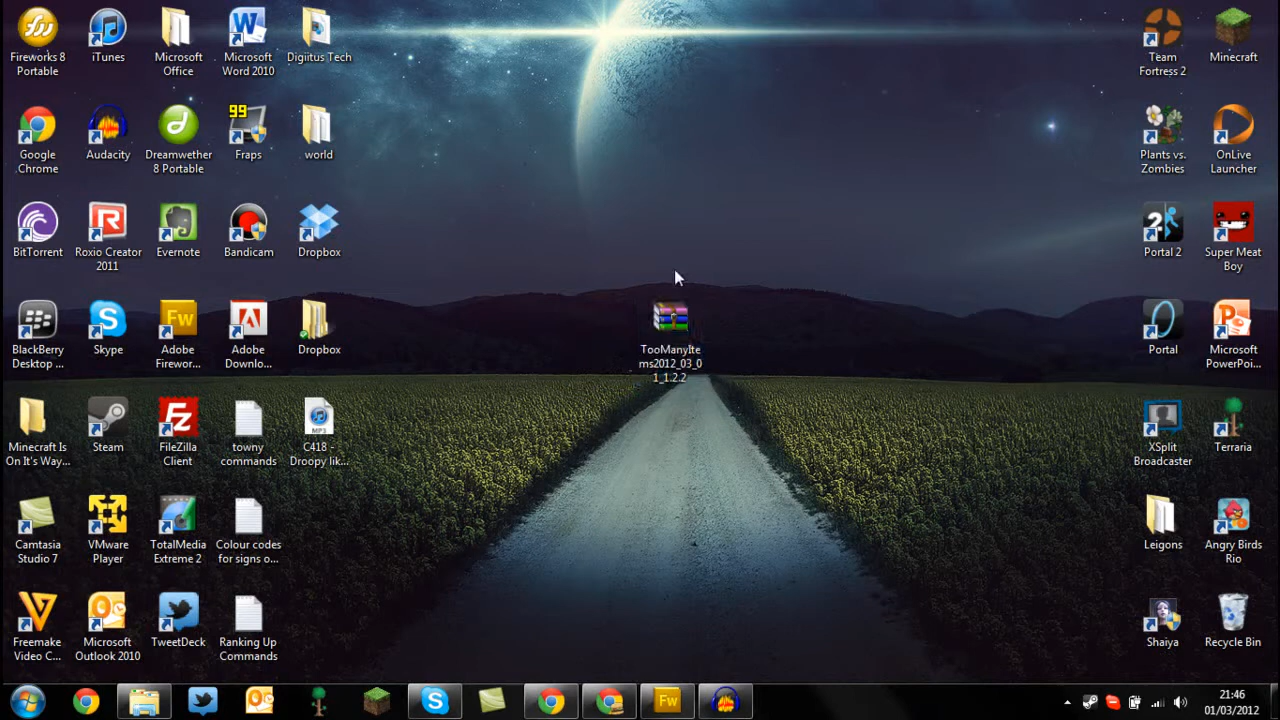 Fireworks 8
Portable
iTunes
Microsoft
Office
Microsoft
Word 2010
Digiitus Tech
Team
Fortress 2
Minecraft
Google
Chrome
Audacity
Dreamwether
8 Portable
99
Fraps
world
Plants vs.
Zombies
OnLive
Launcher
BitTorrent
Roxio Creator
2011
Evernote
Bandicam
Dropbox
Portal 2
Super Meat
Boy
BlackBerry
Desktop ...
Skype
Adobe
Firewor...
Adobe
Downlo...
Dropbox
TooManyIte
ms2012_03_0
1_1.2.2
Portal
Microsoft
PowerPoi...
Minecraft Is
On It's Way...
Steam
FileZilla
Client
towny
commands
MP3
C418 -
Droopy lik...
XSplit
Broadcaster
Terraria
Camtasia
Studio 7
VMware
Player
TotalMedia
Extreme 2
Colour codes
for signs o...
Leigons
Angry Birds
Rio
Freemake
Video C...
Microsoft
Outlook 2010
TweetDeck
Ranking Up
Commands
Shaiya
Recycle Bin
Fw
21:46
01/03/2012